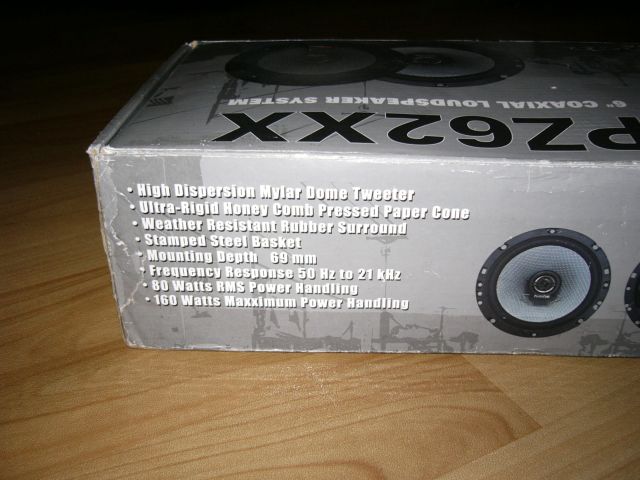 6" COAXIAL LOUDSPEAKER SYSTEM
PZ62XX
• High Dispersion Mylar Dome Tweeter
• Ultra-Rigid Honey Comb Pressed Paper Cone
• Weather Resistant Rubber Surround
• Stamped Steel Basket
• Mounting Depth 69 mm
• Frequency Response 50 Hz to 21 kHz
• 80 Watts RMS Power Handling
• 160 Watts Maxximum Power Handling